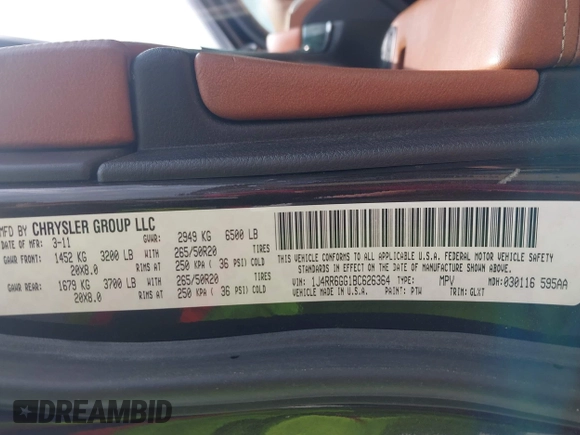 MFD BY CHRYSLER GROUP LLC
DATE OF MFR: 3-11 GVWR: 2949 KG 6500 LB
GAWR FRONT: 1452 KG 3200 LB 265/50R20 TIRES
20X8.0 RIMS AT 250 KPA ( 36 PSI) COLD
GAWR REAR: 1679 KG 3700 LB 265/50R20 TIRES
20X8.0 RIMS AT 250 KPA ( 36 PSI) COLD
THIS VEHICLE CONFORMS TO ALL APPLICABLE U.S.A. FEDERAL MOTOR VEHICLE SAFETY
STANDARDS IN EFFECT ON THE DATE OF MANUFACTURE SHOWN ABOVE.
VIN: 1J4RR6GG1BC626364 TYPE: MPV MDH: 030116 595AA
VEHICLE MADE IN U.S.A. PAINT: PTW TRIM: GLXT
DREAMBID